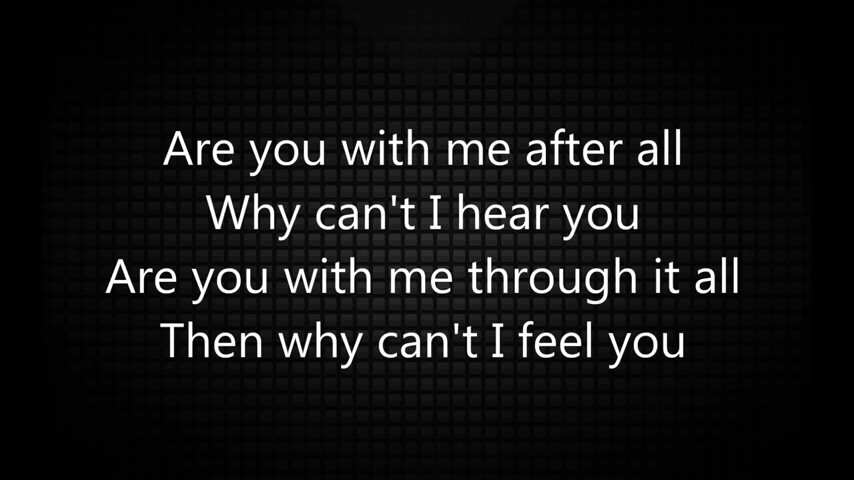 Are you with me after all
Why can't I hear you
Are you with me through it all
Then why can't I feel you